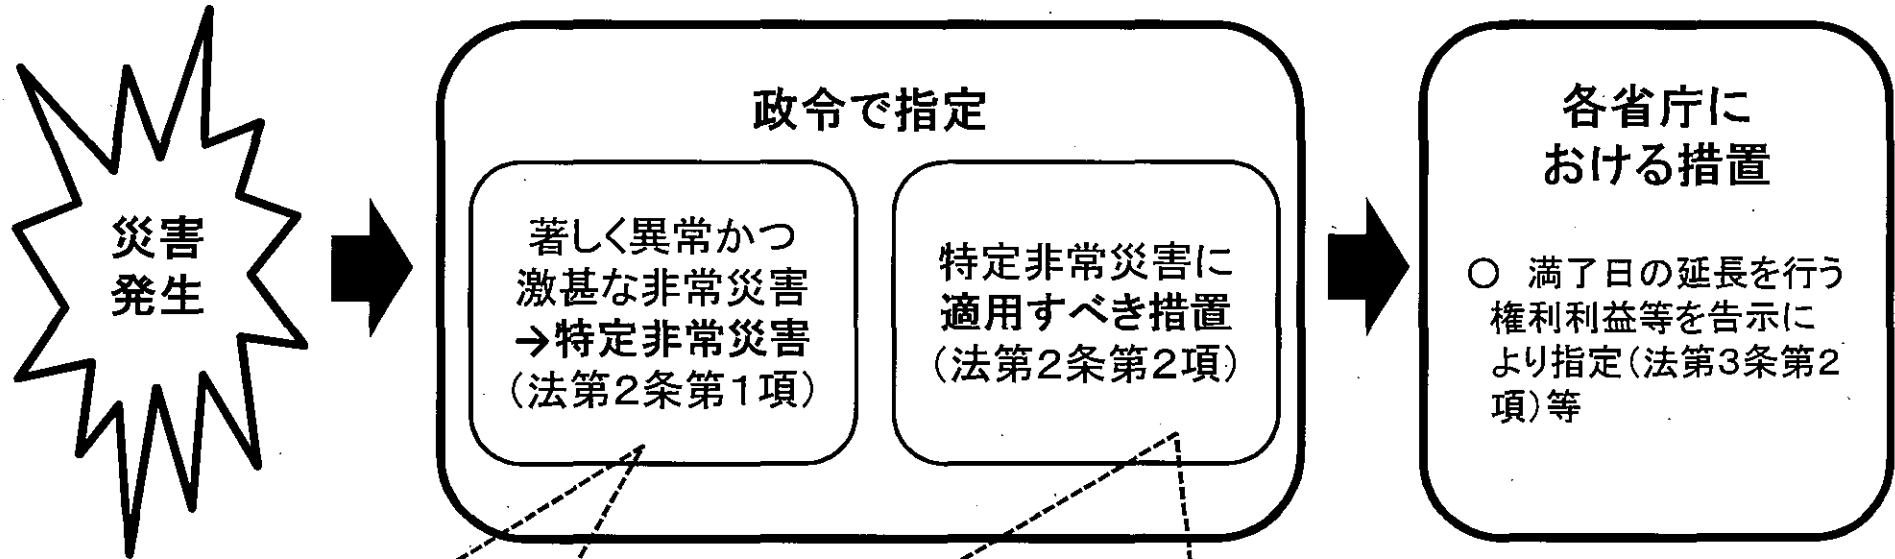 災害
発生
政令で指定
著しく異常かつ
激甚な非常災害
→特定非常災害
（法第２条第１項）
特定非常災害に
適用すべき措置
（法第２条第２項）
各省庁に
おける措置
○　満了日の延長を行う
権利利益等を告示に
より指定（法第３条第２
項）等